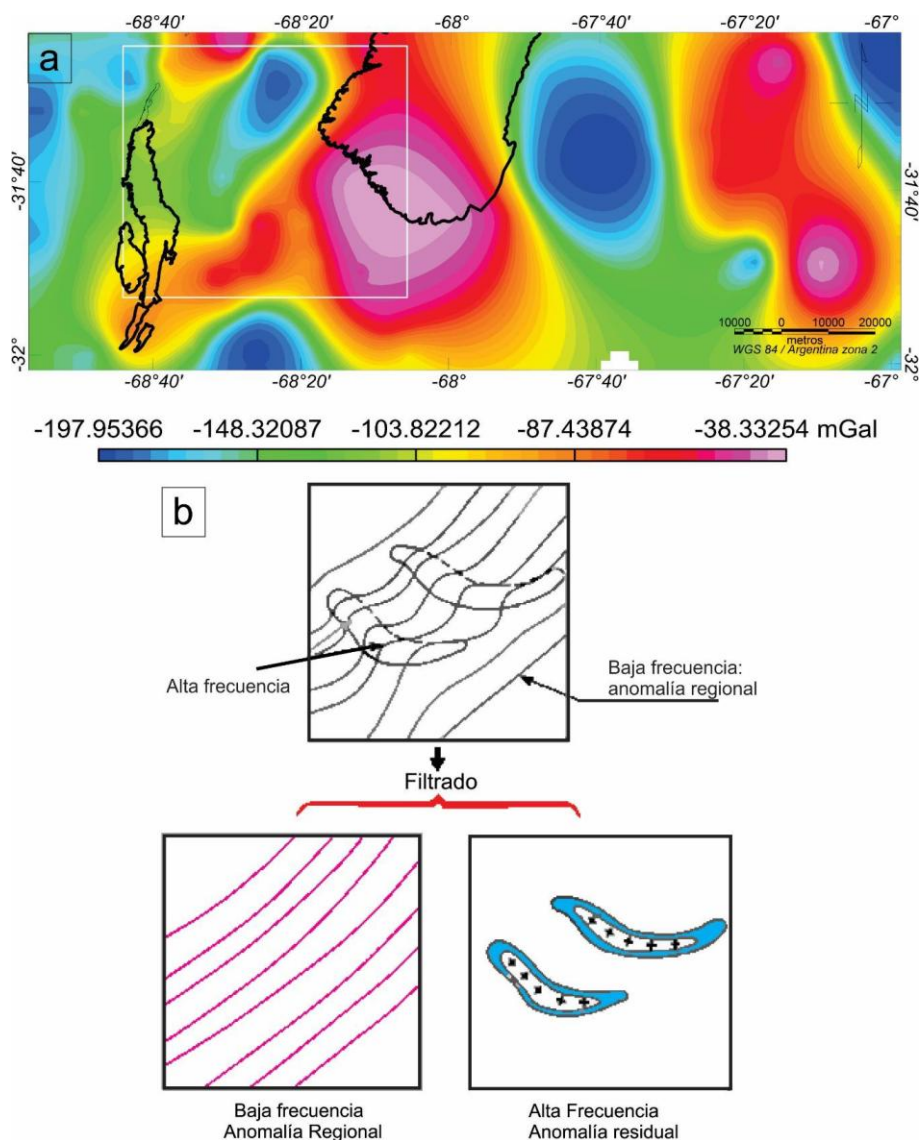 a
-68°40'
-68°20'
-68°
-67°40'
-67°20'
-67°
-31°40'
-31°40'
-32°
-32°
10000 0 10000 20000
metros
WGS 84 / Argentina zona 2
-68°40'
-68°20'
-68°
-67°40'
-67°20'
-67°
-197.95366 -148.32087 -103.82212 -87.43874 -38.33254 mGal
b
Alta frecuencia
Baja frecuencia:
anomalía regional
Filtrado
Baja frecuencia
Anomalía Regional
Alta Frecuencia
Anomalía residual